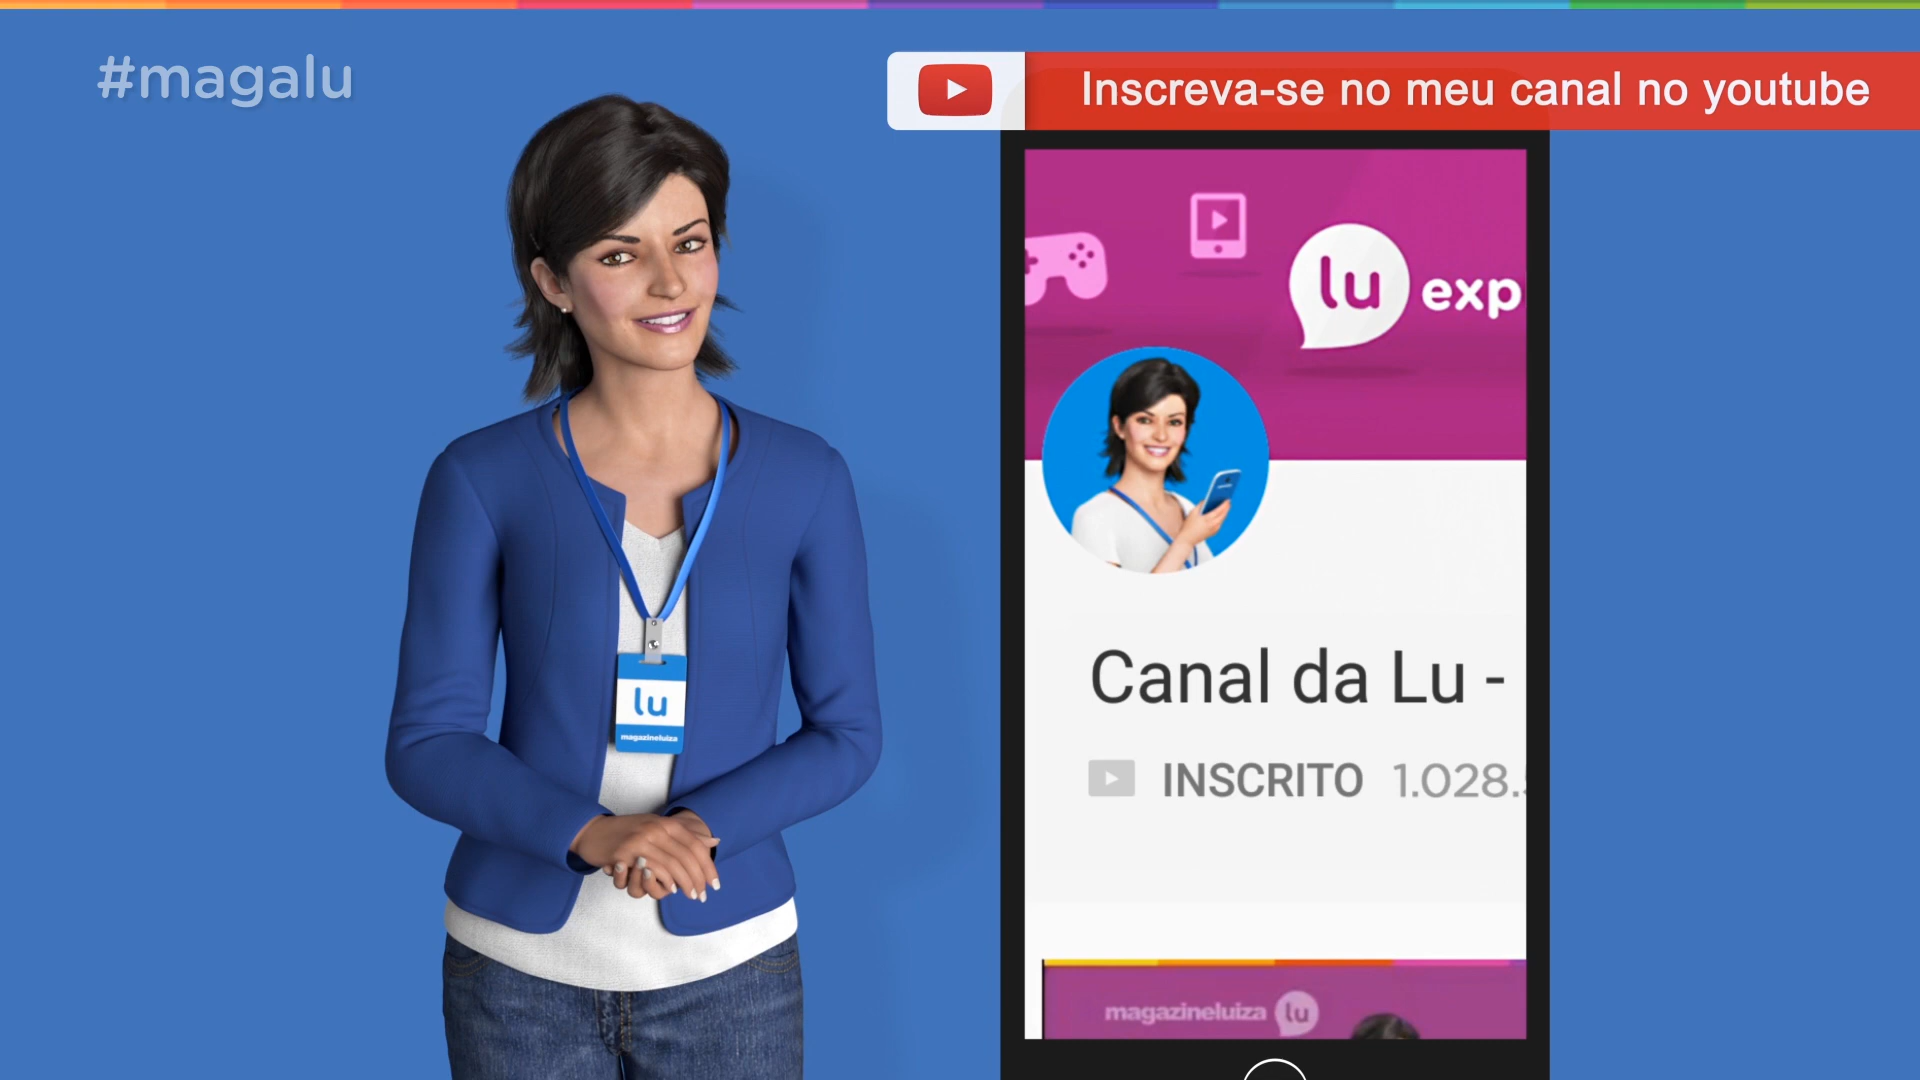 #magalu
Inscreva-se no meu canal no youtube
lu exp
Canal da Lu -
INSCRITO 1.028.
lu
magazineluiza
magazineluiza lu